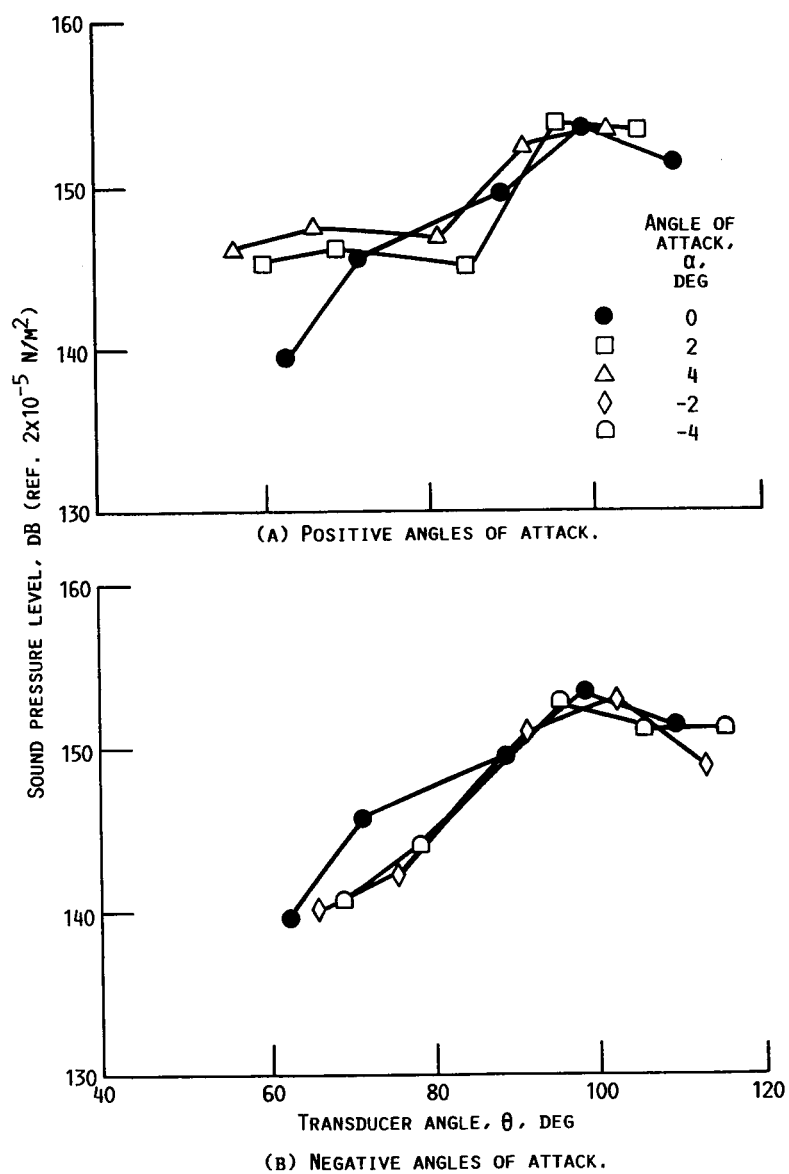 160
150
140
130
ANGLE OF
ATTACK,
α,
DEG
0
2
4
-2
-4
(A) POSITIVE ANGLES OF ATTACK.
SOUND PRESSURE LEVEL, DB (REF. 2x10⁻⁵ N/M²)
160
150
140
130
40
60
80
100
120
TRANSDUCER ANGLE, θ, DEG
(B) NEGATIVE ANGLES OF ATTACK.